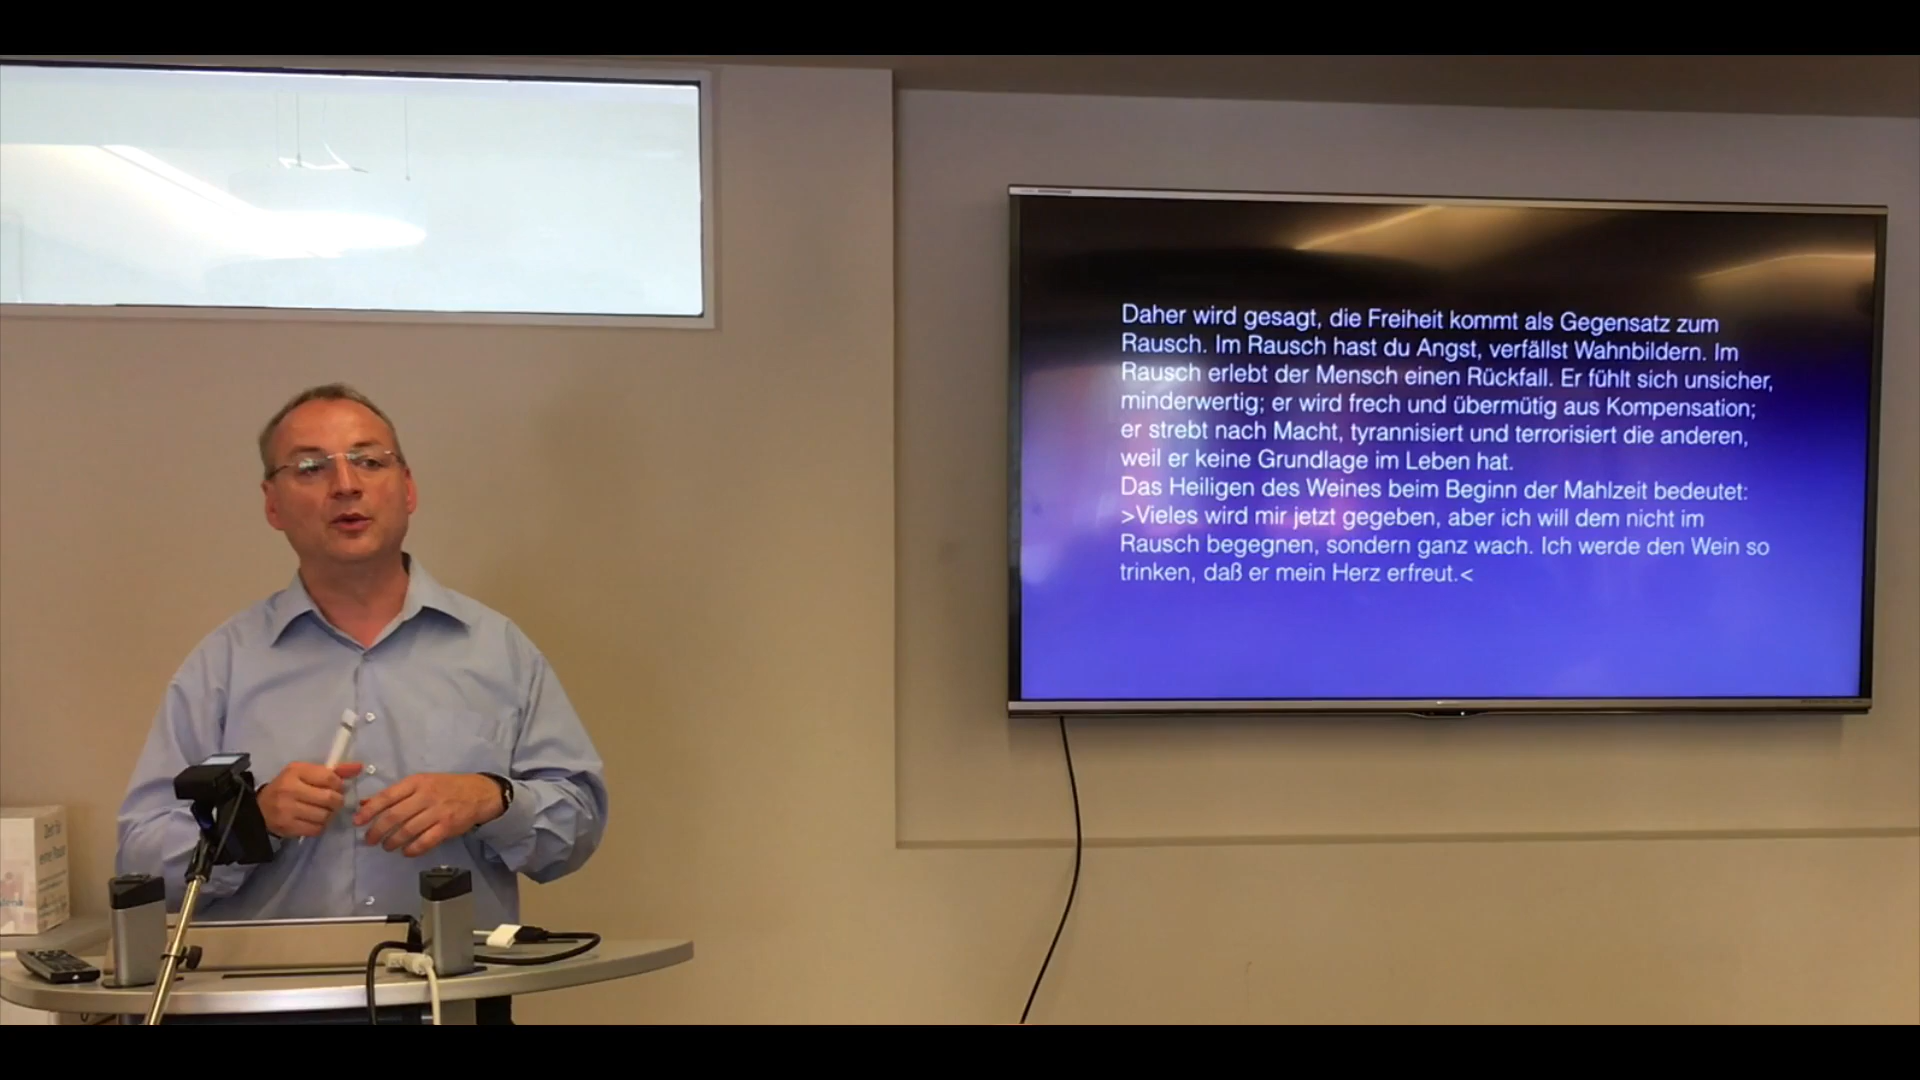 Daher wird gesagt, die Freiheit kommt als Gegensatz zum
Rausch. Im Rausch hast du Angst, verfällst Wahnbildern. Im
Rausch erlebt der Mensch einen Rückfall. Er fühlt sich unsicher,
minderwertig; er wird frech und übermütig aus Kompensation;
er strebt nach Macht, tyrannisiert und terrorisiert die anderen,
weil er keine Grundlage im Leben hat.
Das Heiligen des Weines beim Beginn der Mahlzeit bedeutet:
>Vieles wird mir jetzt gegeben, aber ich will dem nicht im
Rausch begegnen, sondern ganz wach. Ich werde den Wein so
trinken, daß er mein Herz erfreut.<
Zeit für
eine Pause